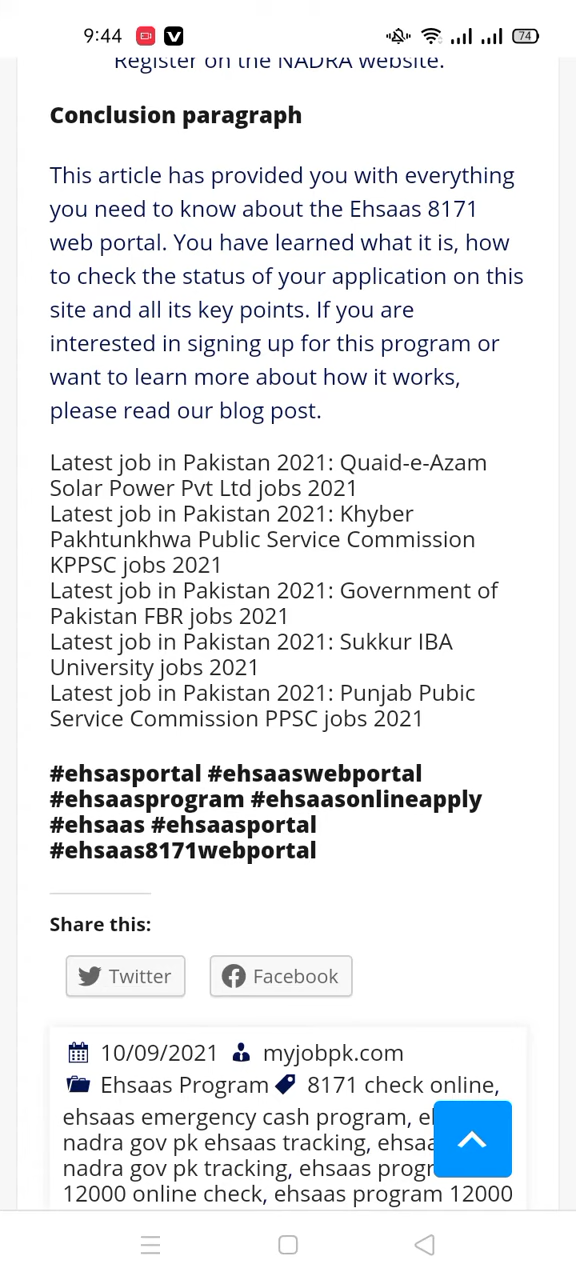 9:44
74
Register on the NADRA website.
Conclusion paragraph
This article has provided you with everything
you need to know about the Ehsaas 8171
web portal. You have learned what it is, how
to check the status of your application on this
site and all its key points. If you are
interested in signing up for this program or
want to learn more about how it works,
please read our blog post.
Latest job in Pakistan 2021: Quaid-e-Azam
Solar Power Pvt Ltd jobs 2021
Latest job in Pakistan 2021: Khyber
Pakhtunkhwa Public Service Commission
KPPSC jobs 2021
Latest job in Pakistan 2021: Government of
Pakistan FBR jobs 2021
Latest job in Pakistan 2021: Sukkur IBA
University jobs 2021
Latest job in Pakistan 2021: Punjab Pubic
Service Commission PPSC jobs 2021
#ehsasportal #ehsaaswebportal
#ehsaasprogram #ehsaasonlineapply
#ehsaas #ehsaasportal
#ehsaas8171webportal
Share this:
Twitter Facebook
10/09/2021 myjobpk.com
Ehsaas Program 8171 check online,
ehsaas emergency cash program,
nadra gov pk ehsaas tracking,
nadra gov pk tracking, ehsaas
12000 online check, ehsaas program 12000